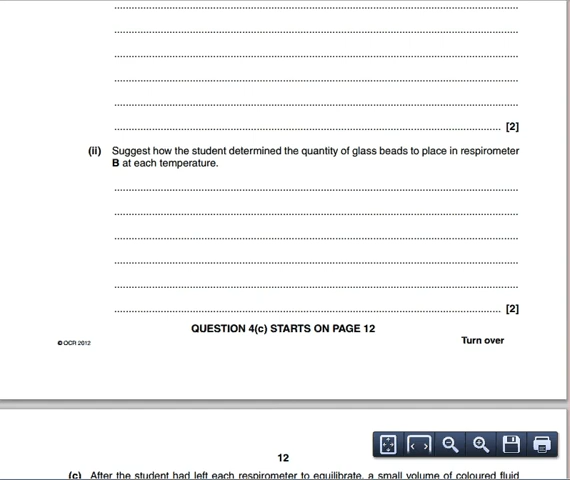 [2]
(ii) Suggest how the student determined the quantity of glass beads to place in respirometer
B at each temperature.
[2]
QUESTION 4(c) STARTS ON PAGE 12
© OCR 2012
Turn over
12
(c) After the student had left each respirometer to equilibrate, a small volume of coloured fluid